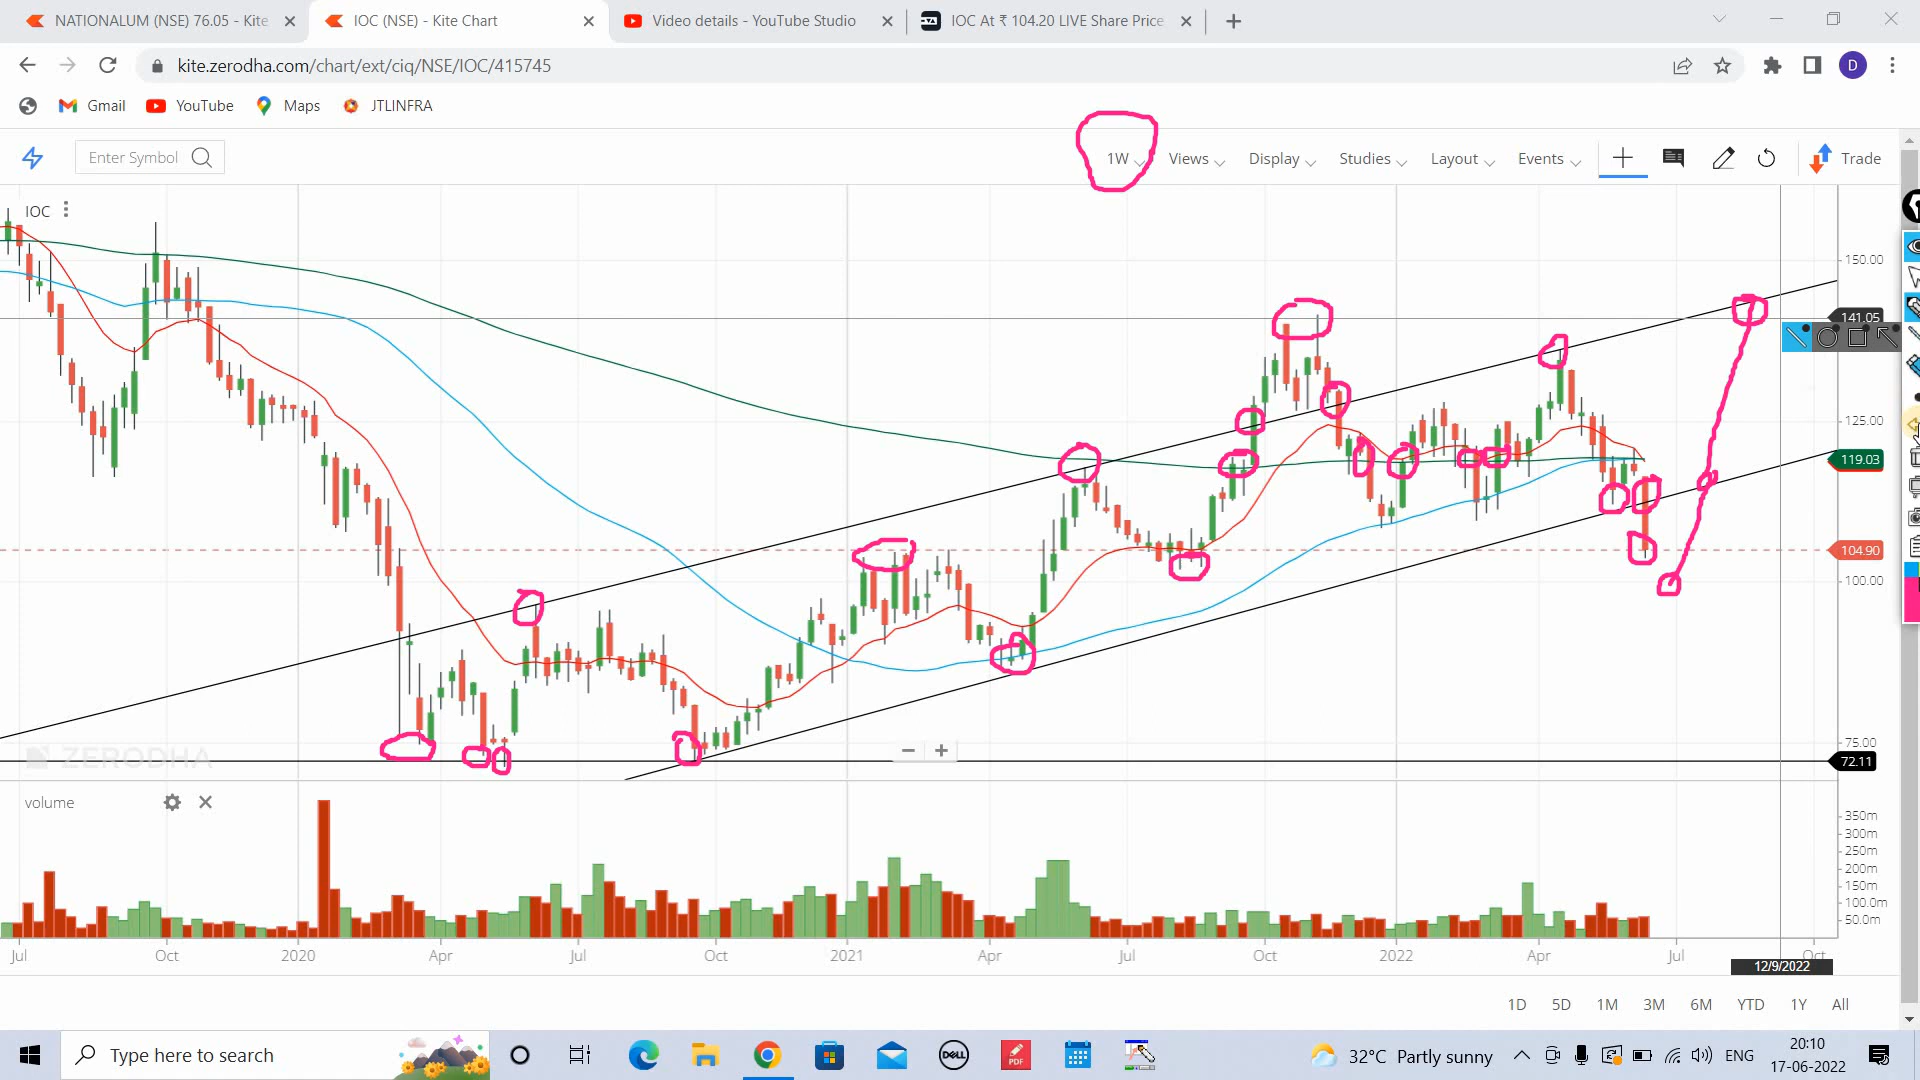 NATIONALUM (NSE) 76.05 - Kite
IOC (NSE) - Kite Chart
Video details - YouTube Studio
IOC At ₹ 104.20 LIVE Share Price
kite.zerodha.com/chart/ext/ciq/NSE/IOC/415745
D
Gmail
YouTube
Maps
JTLINFRA
Enter Symbol
1W
Views
Display
Studies
Layout
Events
Trade
IOC
150.00
141.05
125.00
119.03
104.90
100.00
75.00
72.11
ZERODHA
volume
350m
300m
250m
200m
150m
100.0m
50.0m
Jul
Oct
2020
Apr
Jul
Oct
2021
Apr
Jul
Oct
2022
Apr
Jul
Oct
12/9/2022
1D
5D
1M
3M
6M
YTD
1Y
All
Type here to search
DELL
PDF
32°C Partly sunny
ENG
20:10
17-06-2022